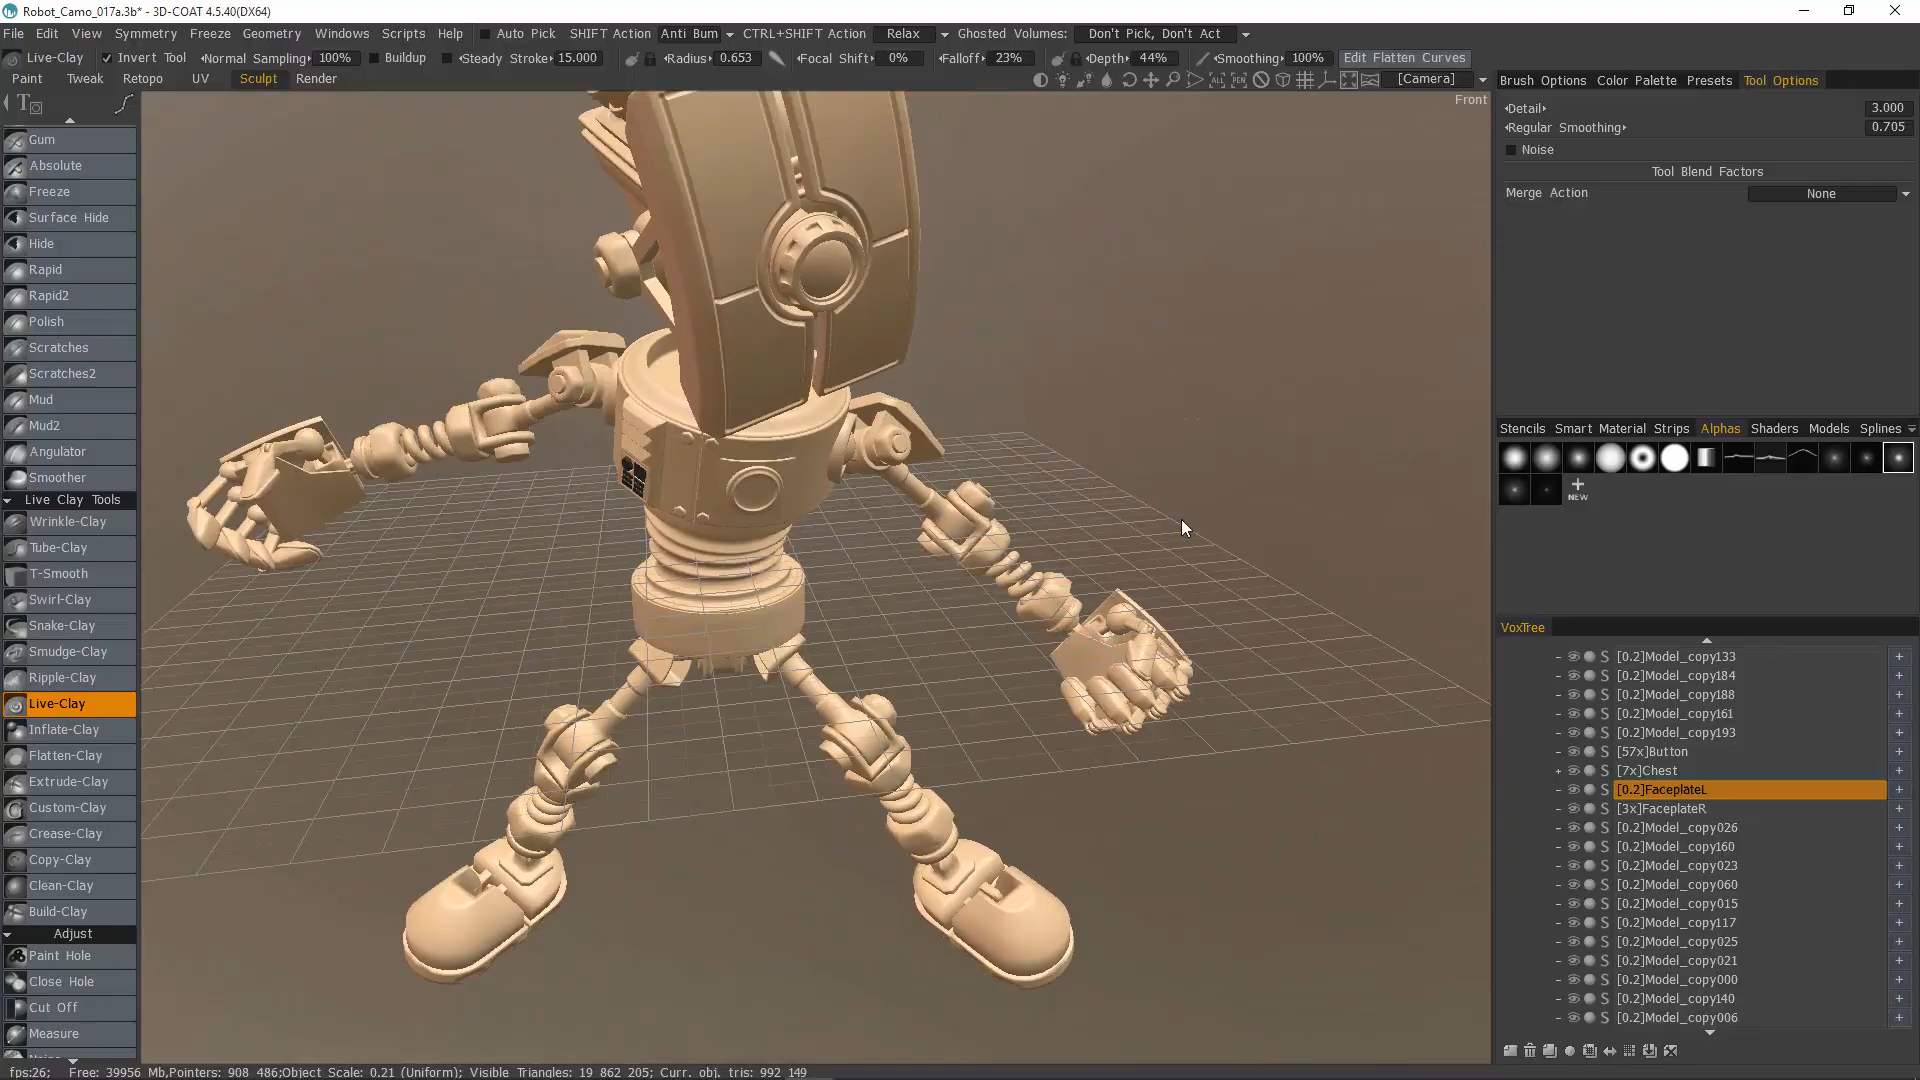 Robot_Camo_017a.3b* - 3D-COAT 4.5.40(DX64)
File Edit View Symmetry Freeze Geometry Windows Scripts Help Auto Pick SHIFT Action Anti Bum CTRL+SHIFT Action Relax Ghosted Volumes: Don't Pick, Don't Act
Live-Clay Invert Tool Normal Sampling 100% Buildup Steady Stroke 15.000 Radius 0.653 Focal Shift 0% Falloff 23% Depth 44% Smoothing 100% Edit Flatten Curves
Paint Tweak Retopo UV Sculpt Render [Camera]
Front
Gum
Absolute
Freeze
Surface Hide
Hide
Rapid
Rapid2
Polish
Scratches
Scratches2
Mud
Mud2
Angulator
Smoother
Live Clay Tools
Wrinkle-Clay
Tube-Clay
T-Smooth
Swirl-Clay
Snake-Clay
Smudge-Clay
Ripple-Clay
Live-Clay
Inflate-Clay
Flatten-Clay
Extrude-Clay
Custom-Clay
Crease-Clay
Copy-Clay
Clean-Clay
Build-Clay
Adjust
Paint Hole
Close Hole
Cut Off
Measure
Brush Options Color Palette Presets Tool Options
Detail 3.000
Regular Smoothing 0.705
Noise
Tool Blend Factors
Merge Action None
Stencils Smart Material Strips Alphas Shaders Models Splines
NEW
VoxTree
S [0.2]Model_copy133 +
S [0.2]Model_copy184 +
S [0.2]Model_copy188 +
S [0.2]Model_copy161 +
S [0.2]Model_copy193 +
S [57x]Button +
+ S [7x]Chest +
S [0.2]FaceplateL +
S [3x]FaceplateR +
S [0.2]Model_copy026 +
S [0.2]Model_copy160 +
S [0.2]Model_copy023 +
S [0.2]Model_copy060 +
S [0.2]Model_copy015 +
S [0.2]Model_copy117 +
S [0.2]Model_copy025 +
S [0.2]Model_copy021 +
S [0.2]Model_copy000 +
S [0.2]Model_copy140 +
S [0.2]Model_copy006 +
fps:26; Free: 39956 Mb,Pointers: 908 486;Object Scale: 0.21 (Uniform); Visible Triangles: 19 862 205; Curr. obj. tris: 992 149